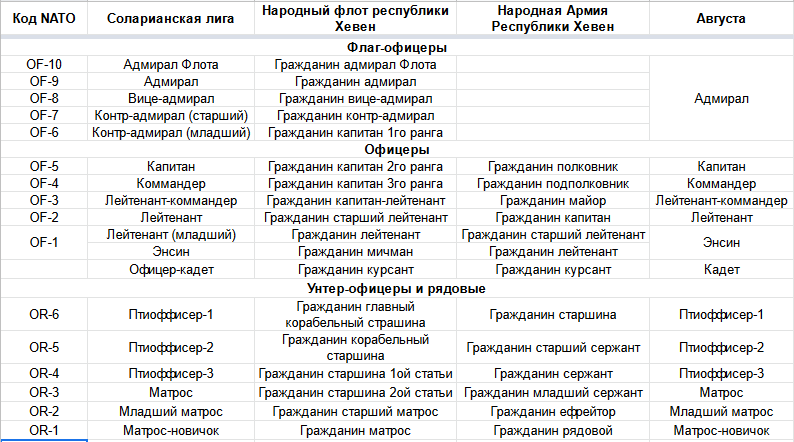 Код NATO Соларианская лига Народный флот республики Хевен Народная Армия Республики Хевен Августа
Флаг-офицеры
OF-10 Адмирал Флота Гражданин адмирал Флота
OF-9 Адмирал Гражданин адмирал
OF-8 Вице-адмирал Гражданин вице-адмирал Адмирал
OF-7 Контр-адмирал (старший) Гражданин контр-адмирал
OF-6 Контр-адмирал (младший) Гражданин капитан 1го ранга
Офицеры
OF-5 Капитан Гражданин капитан 2го ранга Гражданин полковник Капитан
OF-4 Коммандер Гражданин капитан 3го ранга Гражданин подполковник Коммандер
OF-3 Лейтенант-коммандер Гражданин капитан-лейтенант Гражданин майор Лейтенант-коммандер
OF-2 Лейтенант Гражданин старший лейтенант Гражданин капитан Лейтенант
OF-1 Лейтенант (младший) Гражданин лейтенант Гражданин старший лейтенант Энсин
Энсин Гражданин мичман Гражданин лейтенант
Офицер-кадет Гражданин курсант Гражданин курсант Кадет
Унтер-офицеры и рядовые
OR-6 Птиоффисер-1 Гражданин главный корабельный страшина Гражданин старшина Птиоффисер-1
OR-5 Птиоффисер-2 Гражданин корабельный старшина Гражданин старший сержант Птиоффисер-2
OR-4 Птиоффисер-3 Гражданин старшина 1ой статьи Гражданин сержант Птиоффисер-3
OR-3 Матрос Гражданин старшина 2ой статьи Гражданин младший сержант Матрос
OR-2 Младший матрос Гражданин старший матрос Гражданин ефрейтор Младший матрос
OR-1 Матрос-новичок Гражданин матрос Гражданин рядовой Матрос-новичок